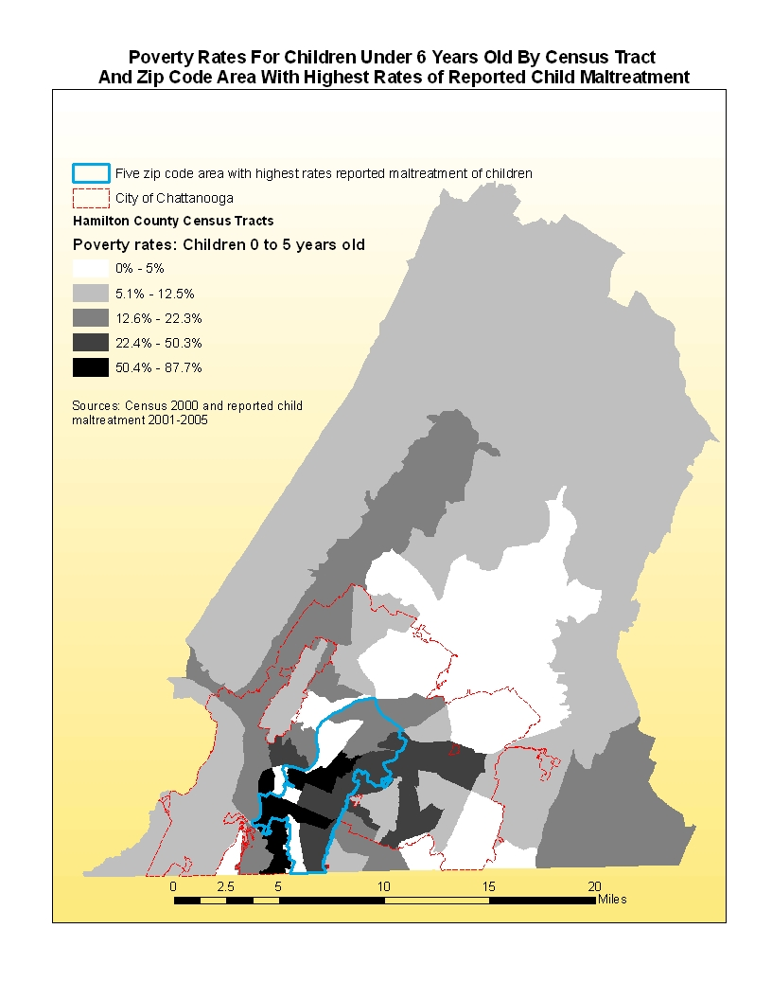 Poverty Rates For Children Under 6 Years Old By Census Tract
And Zip Code Area With Highest Rates of Reported Child Maltreatment
Five zip code area with highest rates reported maltreatment of children
City of Chattanooga
Hamilton County Census Tracts
Poverty rates: Children 0 to 5 years old
0% - 5%
5.1% - 12.5%
12.6% - 22.3%
22.4% - 50.3%
50.4% - 87.7%
Sources: Census 2000 and reported child
maltreatment 2001-2005
0 2.5 5 10 15 20
Miles